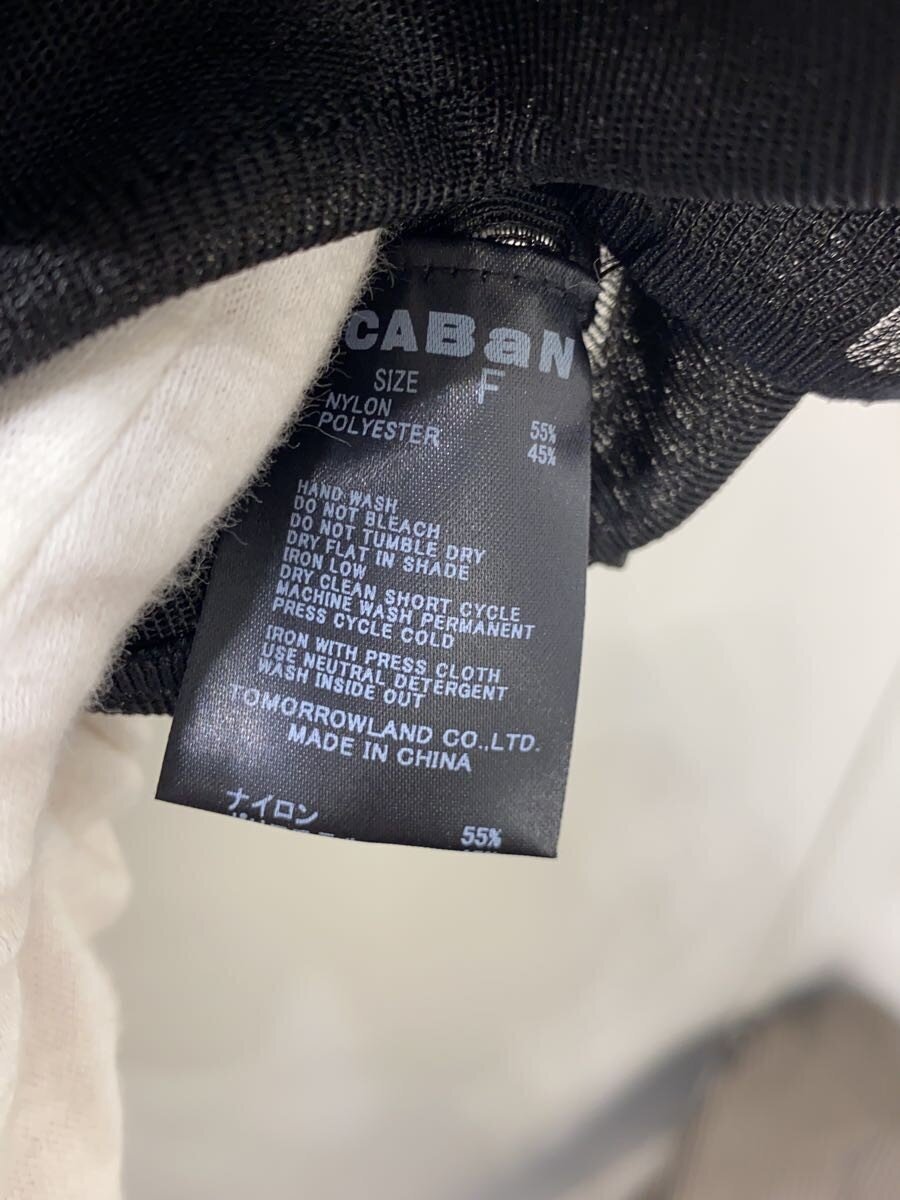 CABaN
SIZE F
NYLON 55%
POLYESTER 45%
HAND WASH
DO NOT BLEACH
DO NOT TUMBLE DRY
DRY FLAT IN SHADE
IRON LOW
DRY CLEAN SHORT CYCLE
MACHINE WASH PERMANENT
PRESS CYCLE COLD
IRON WITH PRESS CLOTH
USE NEUTRAL DETERGENT
WASH INSIDE OUT
TOMORROWLAND CO.,LTD.
MADE IN CHINA
ナイロン 55%